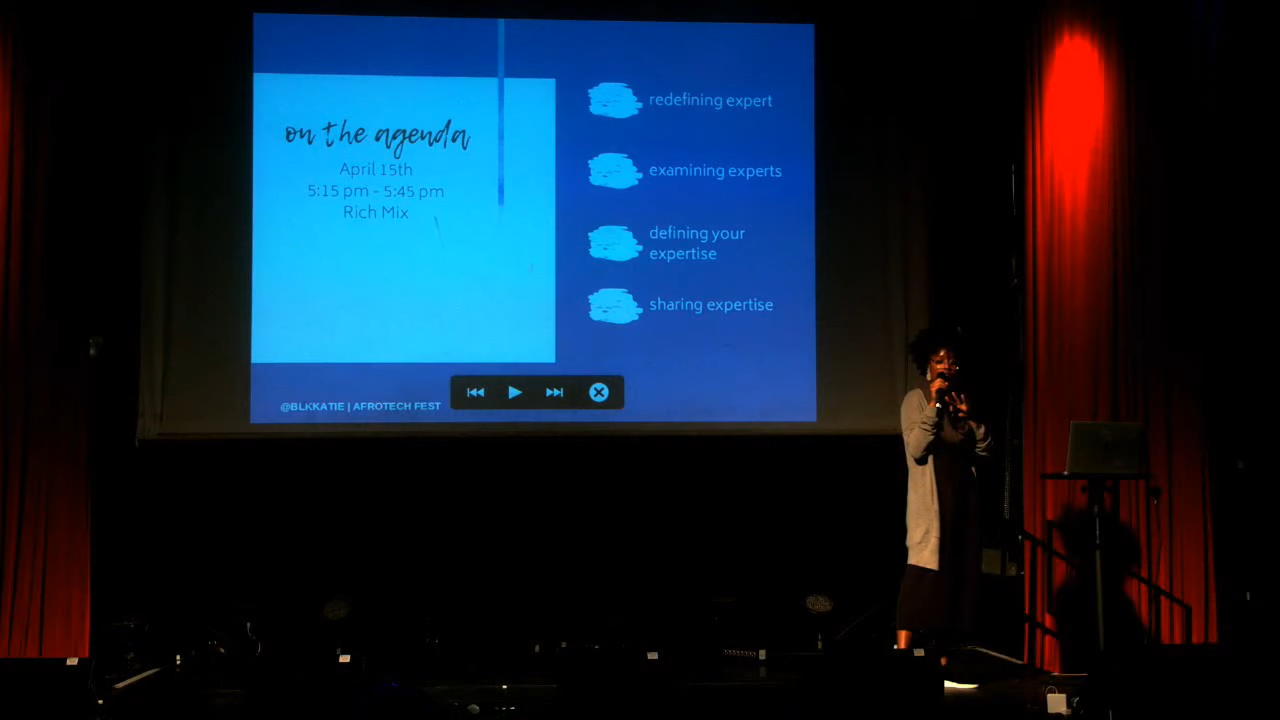 on the agenda
April 15th
5:15 pm - 5:45 pm
Rich Mix
redefining expert
examining experts
defining your
expertise
sharing expertise
@BLKKATIE | AFROTECH FEST